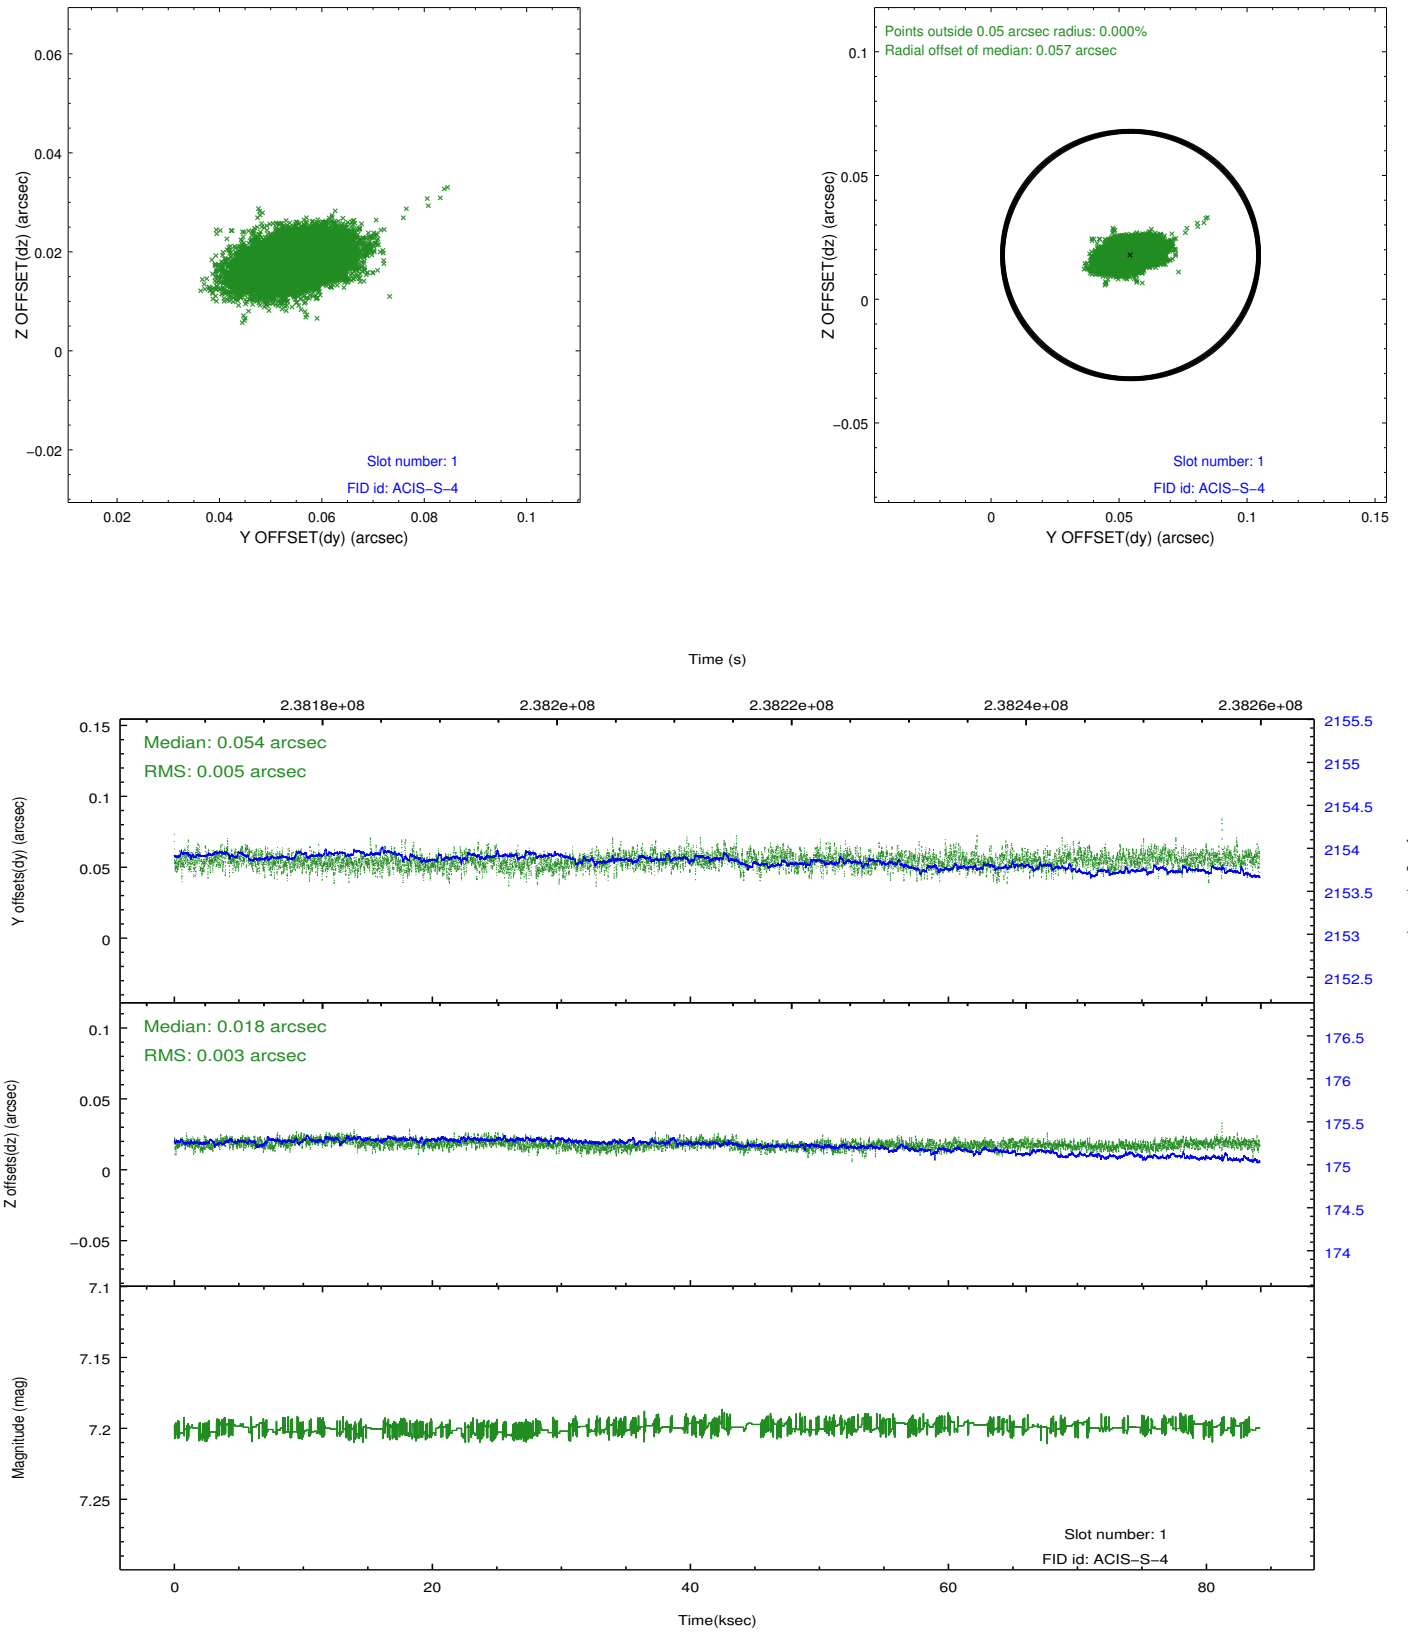 0.06
0.04
0.02
0
−0.02
Z OFFSET(dz) (arcsec)
Slot number: 1
FID id: ACIS−S−4
0.02 0.04 0.06 0.08 0.1
Y OFFSET(dy) (arcsec)
Points outside 0.05 arcsec radius: 0.000%
Radial offset of median: 0.057 arcsec
0.1
0.05
0
−0.05
Z OFFSET(dz) (arcsec)
Slot number: 1
FID id: ACIS−S−4
0 0.05 0.1 0.15
Y OFFSET(dy) (arcsec)
Time (s)
2.3818e+08 2.382e+08 2.3822e+08 2.3824e+08 2.3826e+08
Median: 0.054 arcsec
RMS: 0.005 arcsec
0.15
0.1
0.05
0
Y offsets(dy) (arcsec)
2155.5
2155
2154.5
2154
2153.5
2153
2152.5
Median: 0.018 arcsec
RMS: 0.003 arcsec
0.1
0.05
0
−0.05
Z offsets(dz) (arcsec)
176.5
176
175.5
175
174.5
174
7.1
7.15
7.2
7.25
Magnitude (mag)
Slot number: 1
FID id: ACIS−S−4
0 20 40 60 80
Time(ksec)